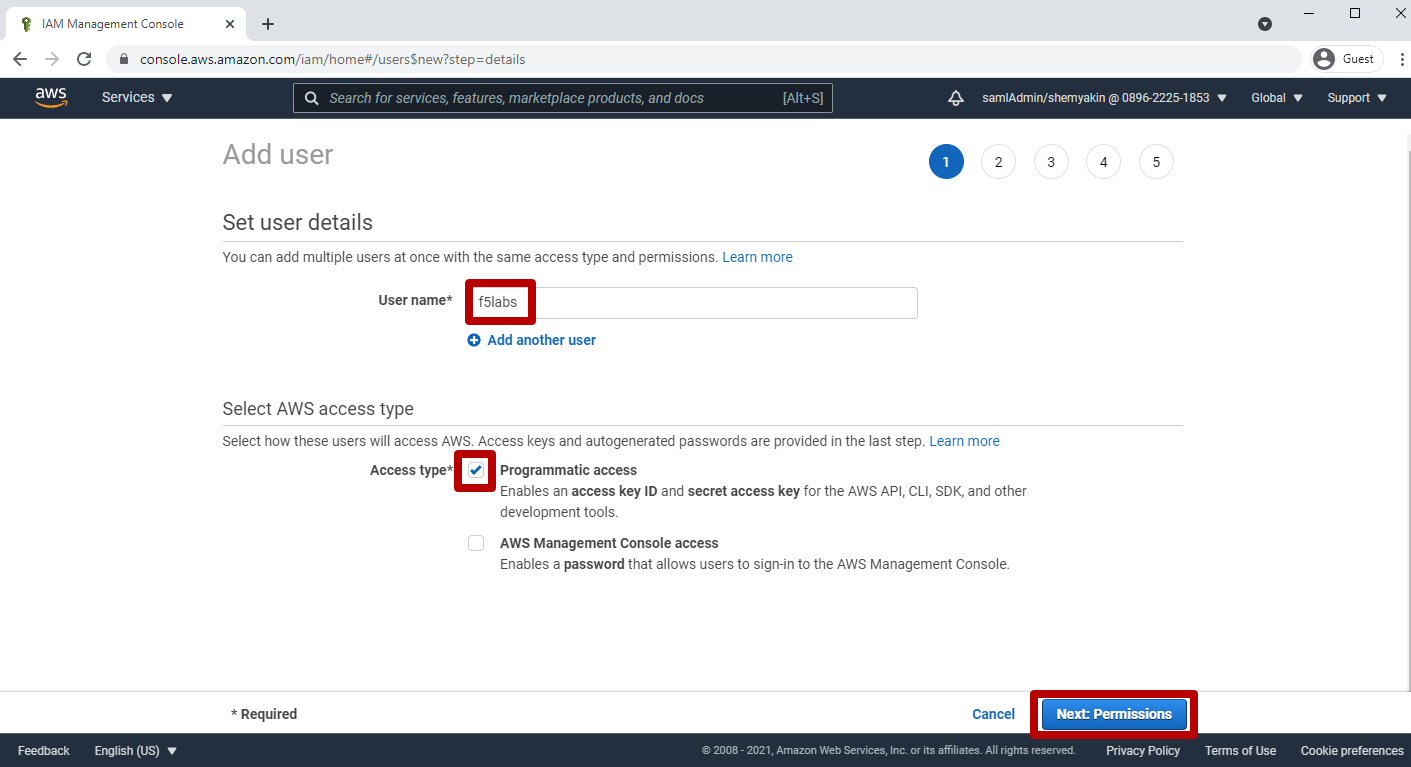 IAM Management Console
console.aws.amazon.com/iam/home#/users$new?step=details
Guest
aws
Services
Search for services, features, marketplace products, and docs
[Alt+S]
samlAdmin/shemyakin @ 0896-2225-1853
Global
Support
Add user
1
2
3
4
5
Set user details
You can add multiple users at once with the same access type and permissions. Learn more
User name*
f5labs
Add another user
Select AWS access type
Select how these users will access AWS. Access keys and autogenerated passwords are provided in the last step. Learn more
Access type*
Programmatic access
Enables an access key ID and secret access key for the AWS API, CLI, SDK, and other
development tools.
AWS Management Console access
Enables a password that allows users to sign-in to the AWS Management Console.
* Required
Cancel
Next: Permissions
Feedback
English (US)
© 2008 - 2021, Amazon Web Services, Inc. or its affiliates. All rights reserved.
Privacy Policy
Terms of Use
Cookie preferences